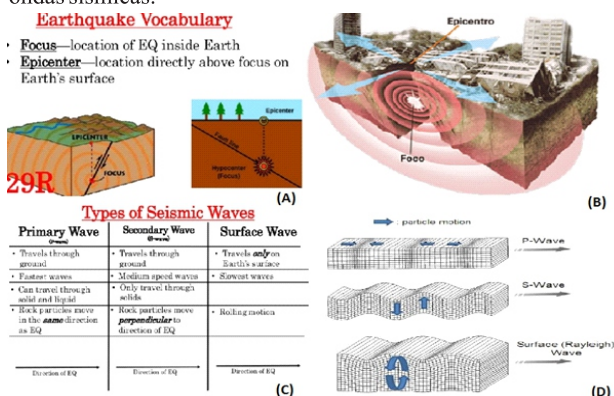 Earthquake Vocabulary
• Focus—location of EQ inside Earth
• Epicenter—location directly above focus on
Earth's surface
EPICENTER
FOCUS
29R
Epicenter
Fault line
Hypocenter
(Focus)
(A)
Epicentro
Foco
(B)
Types of Seismic Waves
Primary Wave
(P-wave)
• Travels through
ground
• Fastest waves
• Can travel through
solid and liquid
• Rock particles move
in the same direction
as EQ
Direction of EQ
Secondary Wave
(S-wave)
• Travels through
ground
• Medium speed waves
• Only travel through
solids
• Rock particles move
perpendicular to
direction of EQ
Direction of EQ
Surface Wave
• Travels only on
Earth's surface
• Slowest waves
• Rolling motion
Direction of EQ
(C)
: particle motion
P-Wave
S-Wave
Surface (Rayleigh)
Wave
(D)